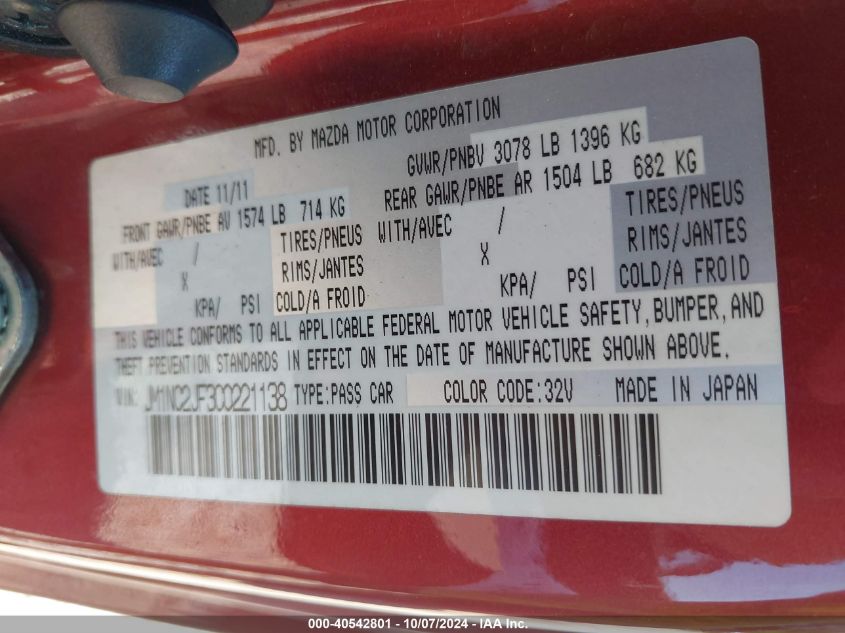 MFD. BY MAZDA MOTOR CORPORATION
DATE 11/11 GVWR/PNBV 3078 LB 1396 KG
FRONT GAWR/PNBE AV 1574 LB 714 KG REAR GAWR/PNBE AR 1504 LB 682 KG
WITH/AVEC / TIRES/PNEUS WITH/AVEC / TIRES/PNEUS
X RIMS/JANTES X RIMS/JANTES
KPA/ PSI COLD/A FROID KPA/ PSI COLD/A FROID
THIS VEHICLE CONFORMS TO ALL APPLICABLE FEDERAL MOTOR VEHICLE SAFETY, BUMPER, AND
THEFT PREVENTION STANDARDS IN EFFECT ON THE DATE OF MANUFACTURE SHOWN ABOVE.
VIN: JM1NC2JF3C0221138 TYPE:PASS CAR COLOR CODE:32V MADE IN JAPAN
000-40542801 - 10/07/2024 - IAA Inc.